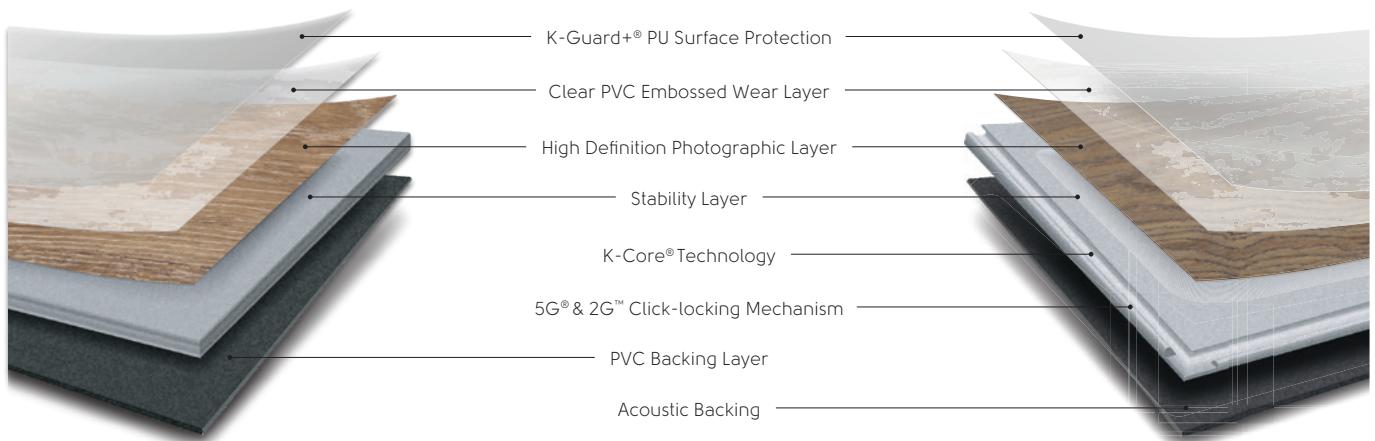 K-Guard+® PU Surface Protection
Clear PVC Embossed Wear Layer
High Definition Photographic Layer
Stability Layer
K-Core® Technology
5G® & 2G™ Click-locking Mechanism
PVC Backing Layer
Acoustic Backing